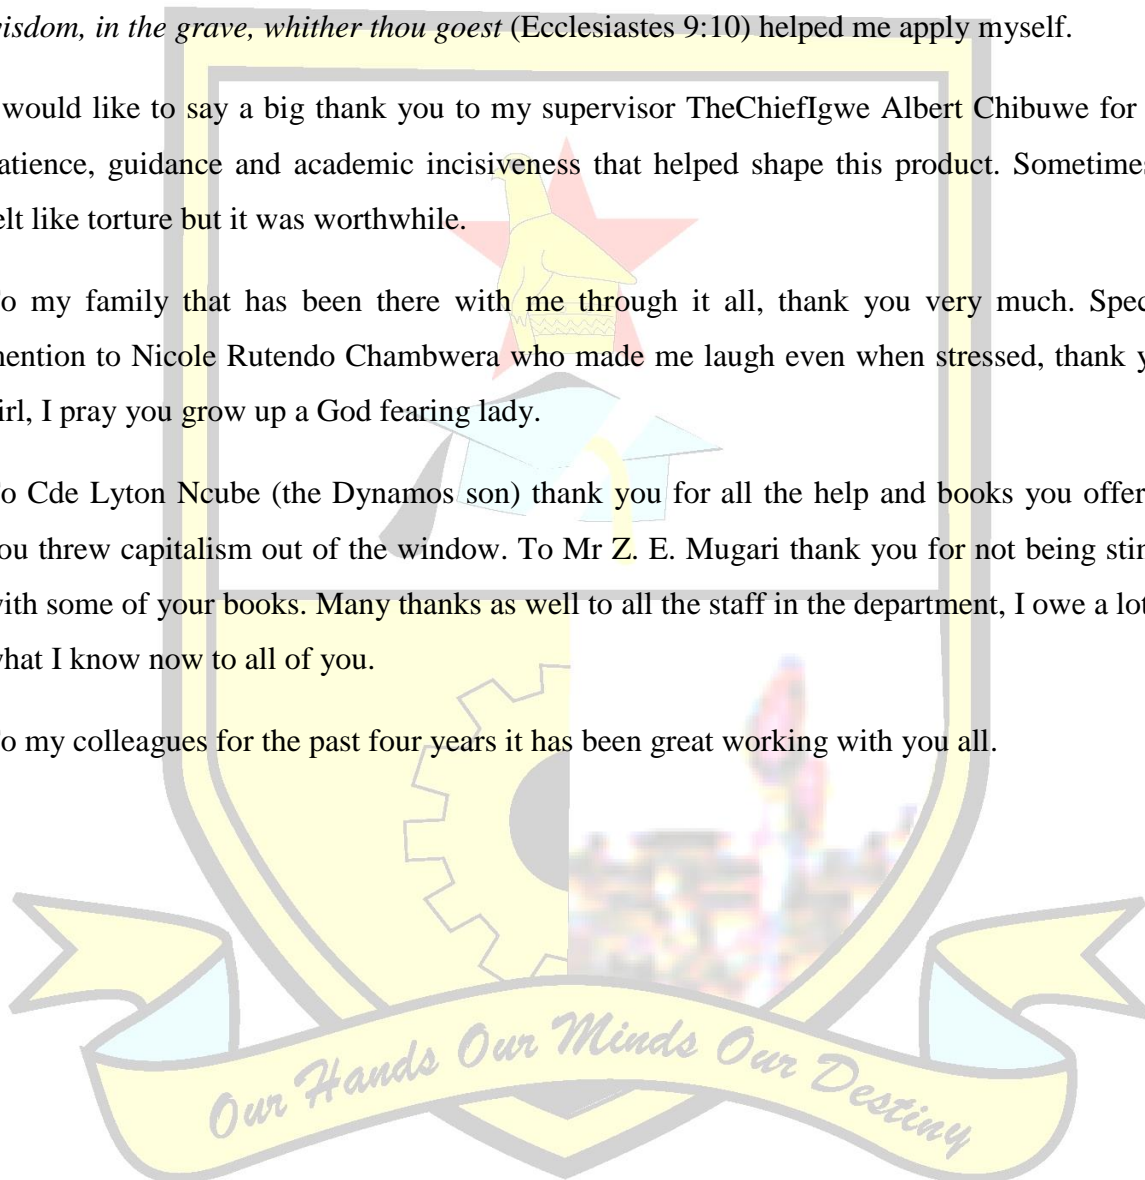 wisdom, in the grave, whither thou goest (Ecclesiastes 9:10) helped me apply myself.
would like to say a big thank you to my supervisor TheChiefIgwe Albert Chibuwe for
atience, guidance and academic incisiveness that helped shape this product. Sometimes
elt like torture but it was worthwhile.
o my family that has been there with me through it all, thank you very much. Spec
mention to Nicole Rutendo Chambwera who made me laugh even when stressed, thank y
irl, I pray you grow up a God fearing lady.
o Cde Lyton Ncube (the Dynamos son) thank you for all the help and books you offer
ou threw capitalism out of the window. To Mr Z. E. Mugari thank you for not being stin
with some of your books. Many thanks as well to all the staff in the department, I owe a lot
what I know now to all of you.
o my colleagues for the past four years it has been great working with you all.
Our Hands Our Minds Our Destiny